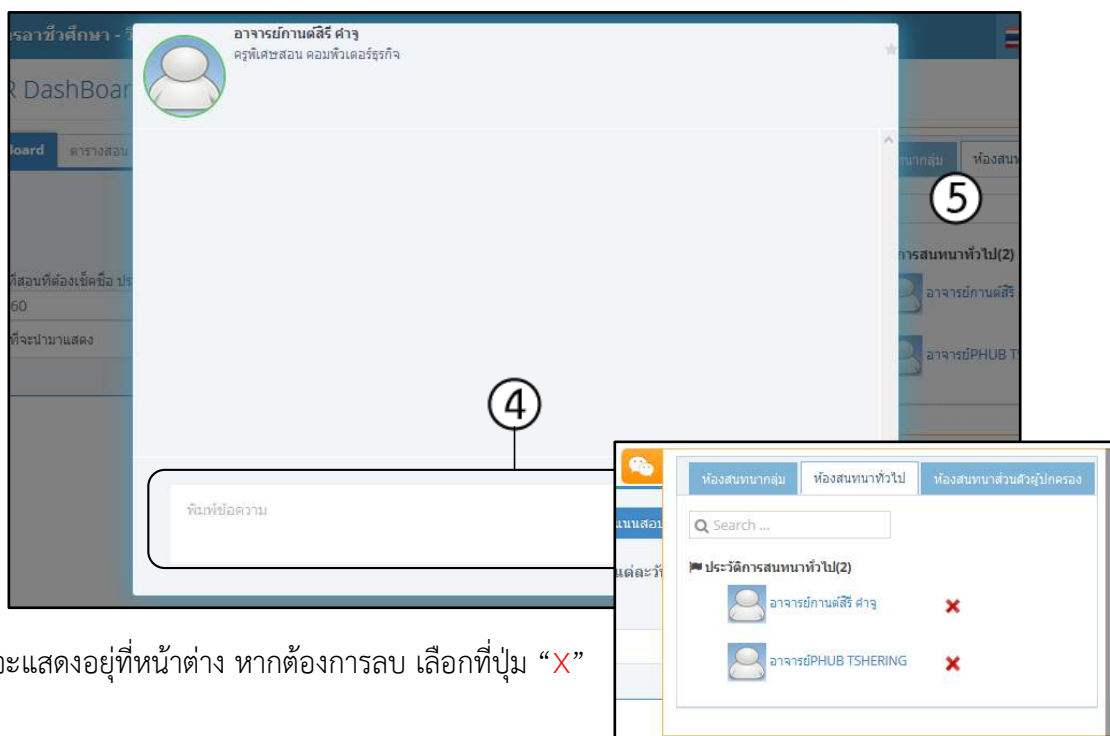 อาจารย์กานต์สิรี คำจู
ครูพิเศษสอน คอมพิวเตอร์ธุรกิจ
รอาชีวศึกษา -
R DashBoar
oard
ตารางสอน
ห้องสน
5
การสนทนาทั่วไป(2)
อาจารย์กานต์สิรี
อาจารย์PHUB T
ที่สอนที่ต้องเช็คชื่อ ประ
60
ที่จะนำมาแสดง
4
พิมพ์ข้อความ
ห้องสนทนากลุ่ม
ห้องสนทนาทั่วไป
ห้องสนทนาส่วนตัวผู้ปกครอง
Search ...
ประวัติการสนทนาทั่วไป(2)
อาจารย์กานต์สิรี คำจู
อาจารย์PHUB TSHERING
จะแสดงอยู่ที่หน้าต่าง หากต้องการลบ เลือกที่ปุ่ม “X”